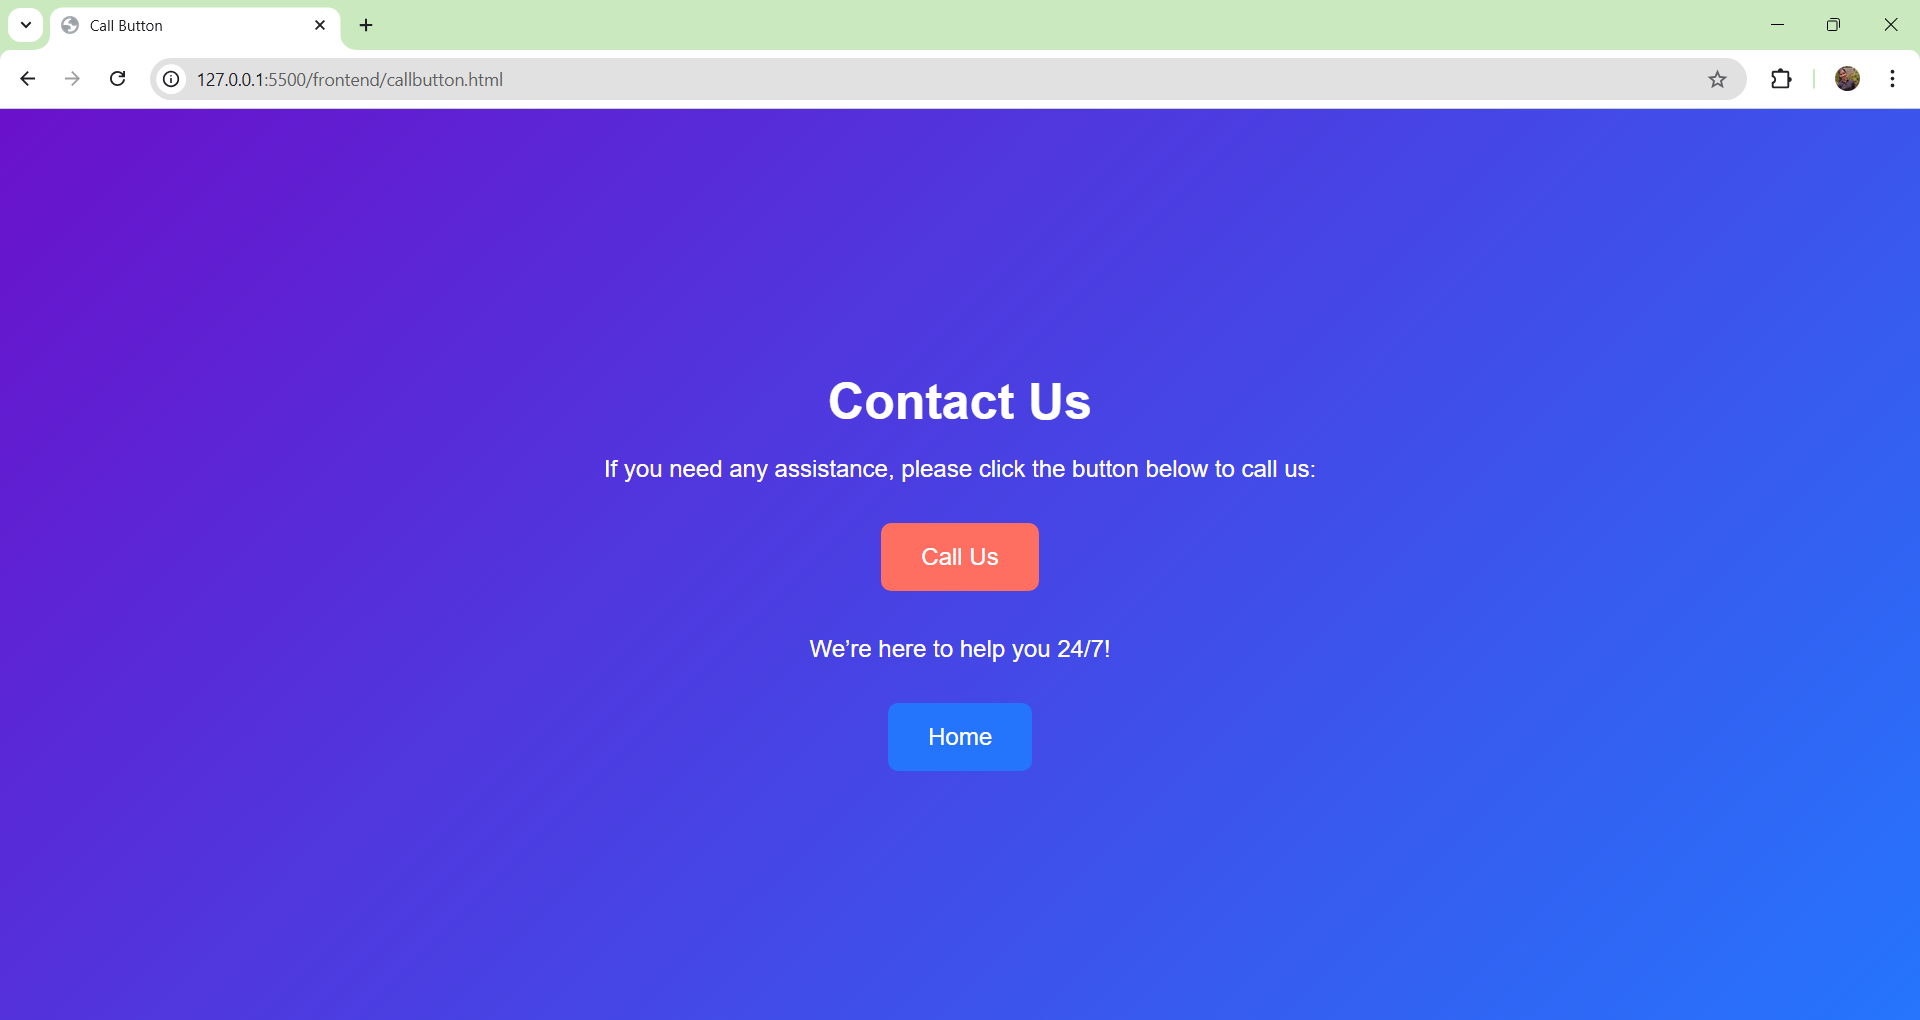 Call Button
127.0.0.1:5500/frontend/callbutton.html
Contact Us
If you need any assistance, please click the button below to call us:
Call Us
We’re here to help you 24/7!
Home